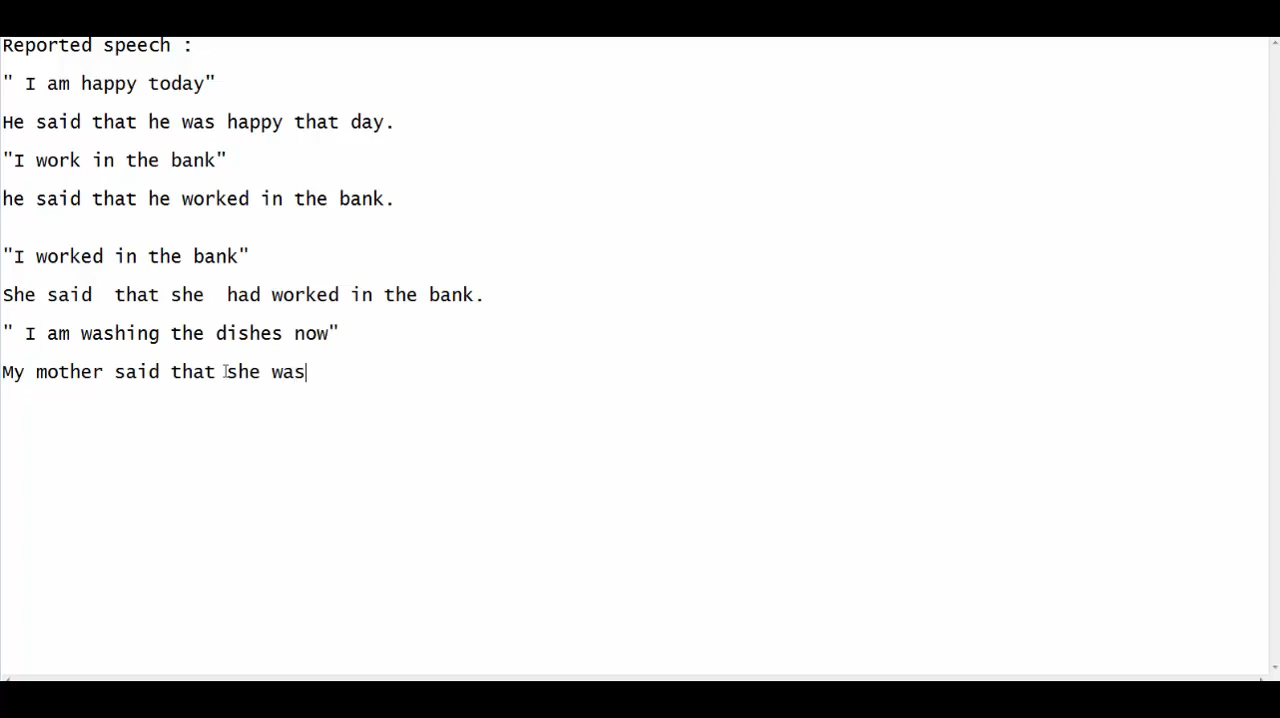 Reported speech :
" I am happy today"
He said that he was happy that day.
"I work in the bank"
he said that he worked in the bank.
"I worked in the bank"
She said  that she  had worked in the bank.
" I am washing the dishes now"
My mother said that she was